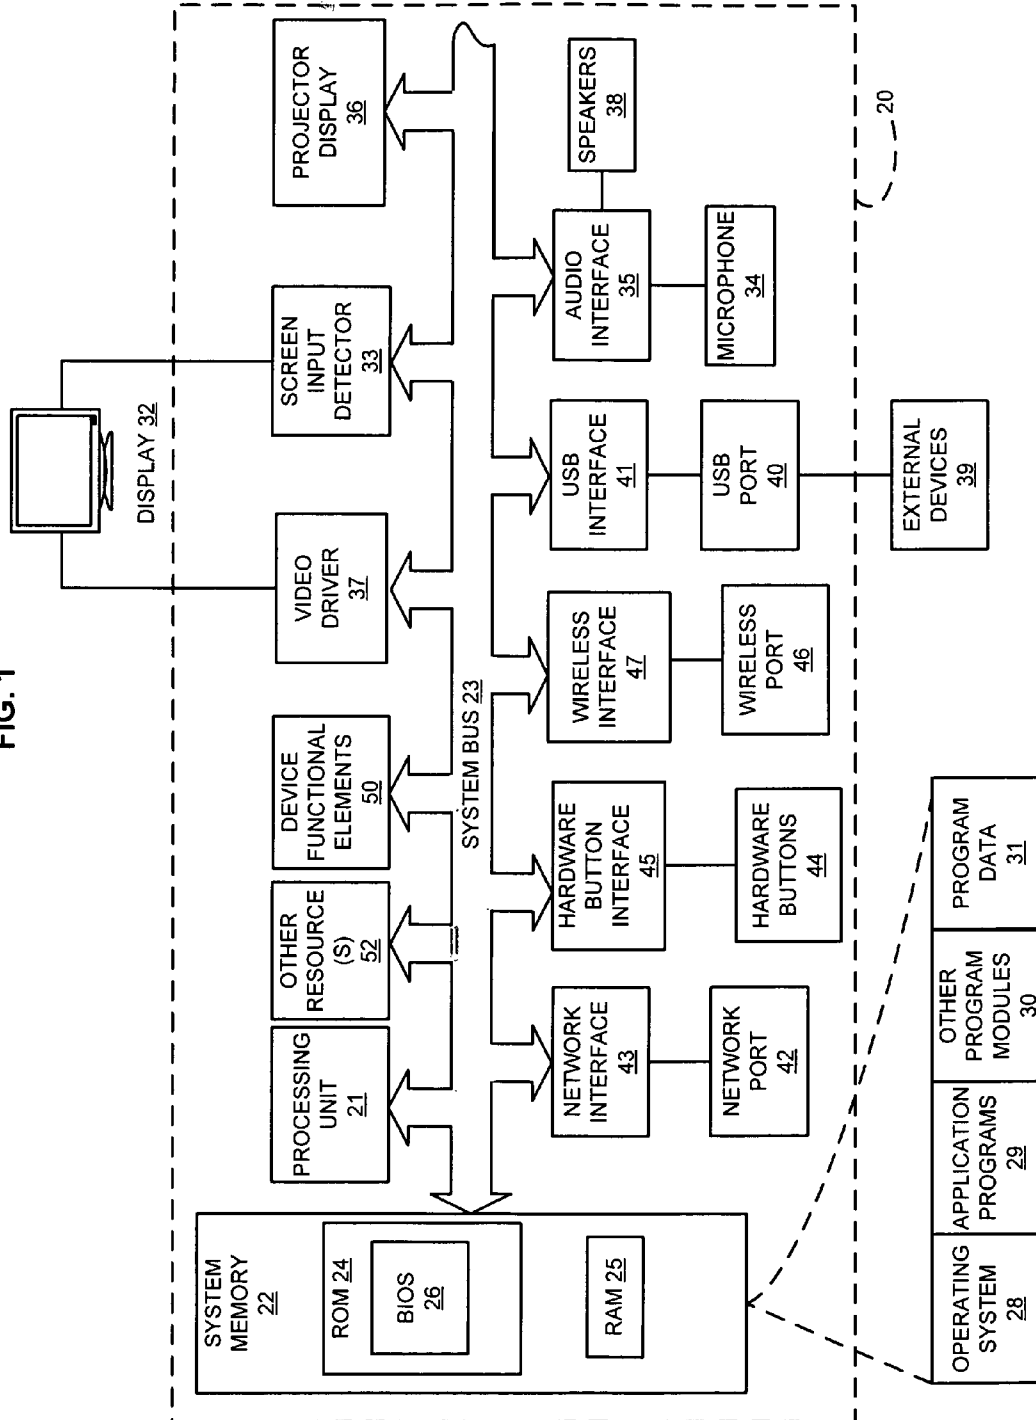 FIG. 1
DISPLAY 32
SYSTEM
MEMORY
22
ROM 24
BIOS
26
RAM 25
PROCESSING
UNIT
21
OTHER
RESOURCE
(S)
52
DEVICE
FUNCTIONAL
ELEMENTS
50
VIDEO
DRIVER
37
SCREEN
INPUT
DETECTOR
33
PROJECTOR
DISPLAY
36
SYSTEM BUS 23
NETWORK
INTERFACE
43
HARDWARE
BUTTON
INTERFACE
45
WIRELESS
INTERFACE
47
USB
INTERFACE
41
AUDIO
INTERFACE
35
SPEAKERS
38
NETWORK
PORT
42
HARDWARE
BUTTONS
44
WIRELESS
PORT
46
USB
PORT
40
MICROPHONE
34
20
OPERATING
SYSTEM
28
APPLICATION
PROGRAMS
29
OTHER
PROGRAM
MODULES
30
PROGRAM
DATA
31
EXTERNAL
DEVICES
39